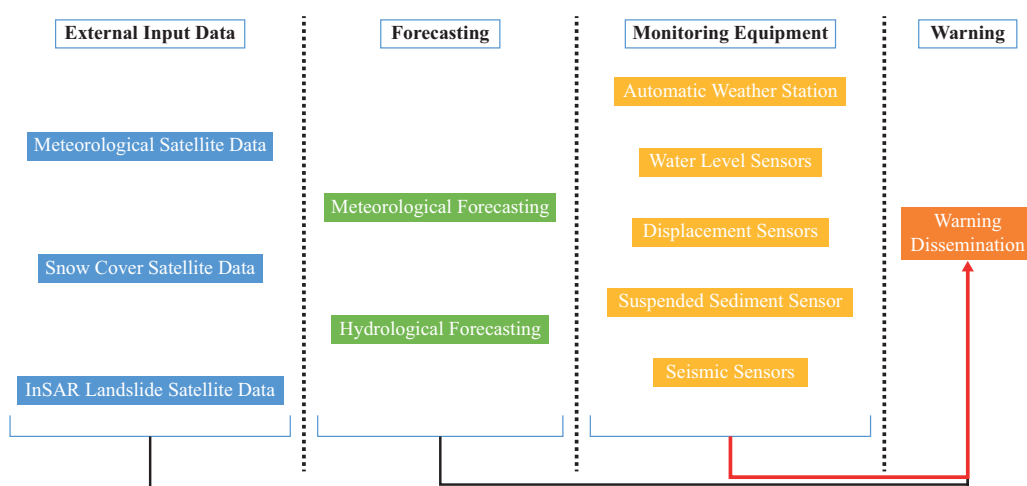 External Input Data
Forecasting
Monitoring Equipment
Warning
Automatic Weather Station
Meteorological Satellite Data
Water Level Sensors
Meteorological Forecasting
Displacement Sensors
Warning
Dissemination
Snow Cover Satellite Data
Suspended Sediment Sensor
Hydrological Forecasting
Seismic Sensors
InSAR Landslide Satellite Data